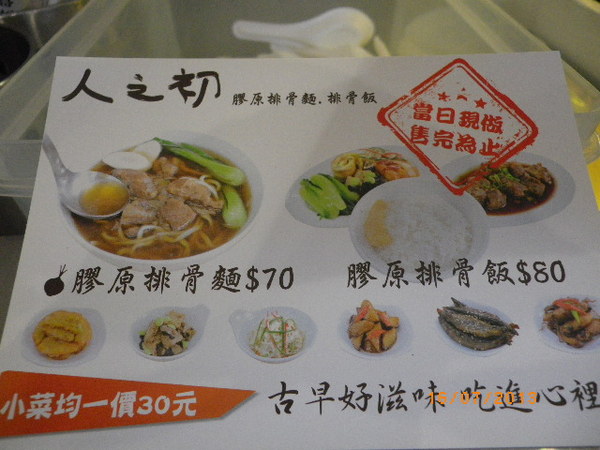 人之初 膠原排骨麵.排骨飯
當日現做
售完為止
膠原排骨麵$70 膠原排骨飯$80
小菜均一價30元 古早好滋味 吃進心裡